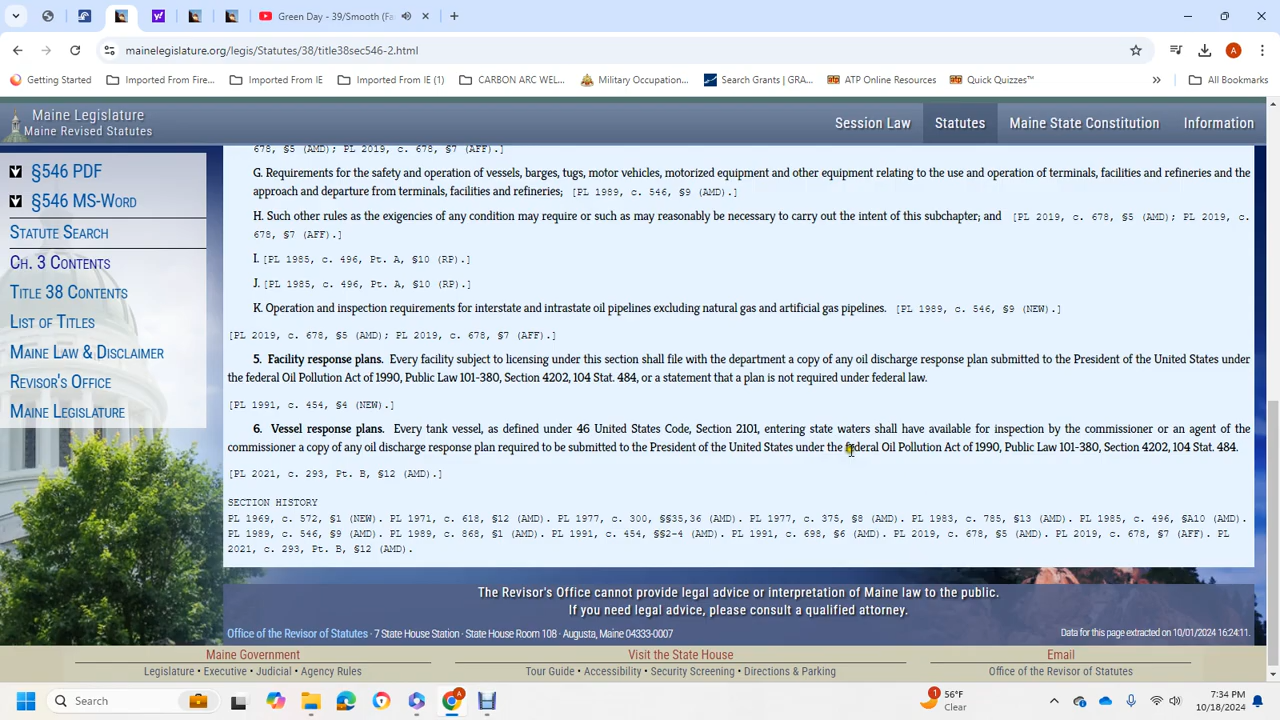 Green Day - 39/Smooth (Fa
mainelegislature.org/legis/Statutes/38/title38sec546-2.html
Getting Started
Imported From Fire...
Imported From IE
Imported From IE (1)
CARBON ARC WEL...
Military Occupation...
Search Grants | GRA...
ATP Online Resources
Quick Quizzes™
All Bookmarks
Maine Legislature
Maine Revised Statutes
Session Law
Statutes
Maine State Constitution
Information
§546 PDF
§546 MS-Word
Statute Search
Ch. 3 Contents
Title 38 Contents
List of Titles
Maine Law & Disclaimer
Revisor's Office
Maine Legislature
678, §5 (AMD); PL 2019, c. 678, §7 (AFF).]
G. Requirements for the safety and operation of vessels, barges, tugs, motor vehicles, motorized equipment and other equipment relating to the use and operation of terminals, facilities and refineries and the
approach and departure from terminals, facilities and refineries; [PL 1989, c. 546, §9 (AMD).]
H. Such other rules as the exigencies of any condition may require or such as may reasonably be necessary to carry out the intent of this subchapter; and [PL 2019, c. 678, §5 (AMD); PL 2019, c.
678, §7 (AFF).]
I. [PL 1985, c. 496, Pt. A, §10 (RP).]
J. [PL 1985, c. 496, Pt. A, §10 (RP).]
K. Operation and inspection requirements for interstate and intrastate oil pipelines excluding natural gas and artificial gas pipelines. [PL 1989, c. 546, §9 (NEW).]
[PL 2019, c. 678, §5 (AMD); PL 2019, c. 678, §7 (AFF).]
5. Facility response plans. Every facility subject to licensing under this section shall file with the department a copy of any oil discharge response plan submitted to the President of the United States under
the federal Oil Pollution Act of 1990, Public Law 101-380, Section 4202, 104 Stat. 484, or a statement that a plan is not required under federal law.
[PL 1991, c. 454, §4 (NEW).]
6. Vessel response plans. Every tank vessel, as defined under 46 United States Code, Section 2101, entering state waters shall have available for inspection by the commissioner or an agent of the
commissioner a copy of any oil discharge response plan required to be submitted to the President of the United States under the federal Oil Pollution Act of 1990, Public Law 101-380, Section 4202, 104 Stat. 484.
[PL 2021, c. 293, Pt. B, §12 (AMD).]
SECTION HISTORY
PL 1969, c. 572, §1 (NEW). PL 1971, c. 618, §12 (AMD). PL 1977, c. 300, §§35,36 (AMD). PL 1977, c. 375, §8 (AMD). PL 1983, c. 785, §13 (AMD). PL 1985, c. 496, §A10 (AMD).
PL 1989, c. 546, §9 (AMD). PL 1989, c. 868, §1 (AMD). PL 1991, c. 454, §§2-4 (AMD). PL 1991, c. 698, §6 (AMD). PL 2019, c. 678, §5 (AMD). PL 2019, c. 678, §7 (AFF). PL
2021, c. 293, Pt. B, §12 (AMD).
The Revisor's Office cannot provide legal advice or interpretation of Maine law to the public.
If you need legal advice, please consult a qualified attorney.
Office of the Revisor of Statutes · 7 State House Station · State House Room 108 · Augusta, Maine 04333-0007
Data for this page extracted on 10/01/2024 16:24:11.
Maine Government
Visit the State House
Email
Legislature • Executive • Judicial • Agency Rules
Tour Guide • Accessibility • Security Screening • Directions & Parking
Office of the Revisor of Statutes
Search
56°F
Clear
7:34 PM
10/18/2024